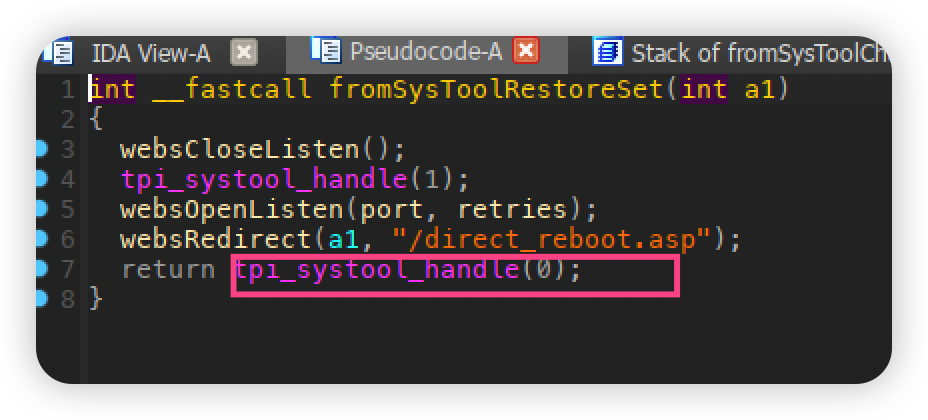 IDA View-A Pseudocode-A Stack of fromSysToolCh
1 int __fastcall fromSysToolRestoreSet(int a1)
2 {
3 websCloseListen();
4 tpi_systool_handle(1);
5 websOpenListen(port, retries);
6 websRedirect(a1, "/direct_reboot.asp");
7 return tpi_systool_handle(0);
8 }